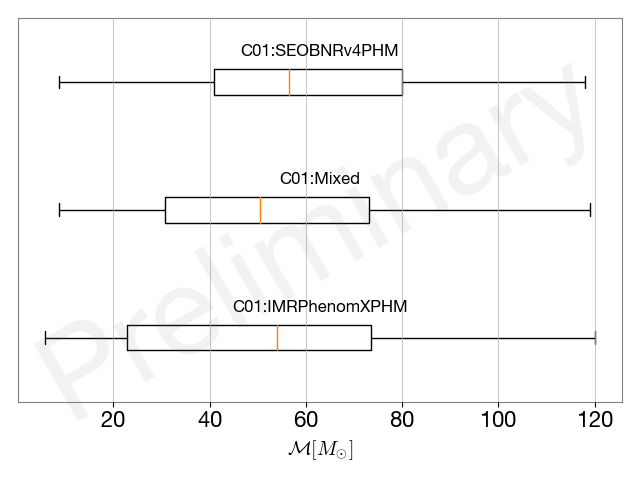 C01:SEOBNRv4PHM
C01:Mixed
C01:IMRPhenomXPHM
Preliminary
20 40 60 80 100 120
ℳ[M☉]